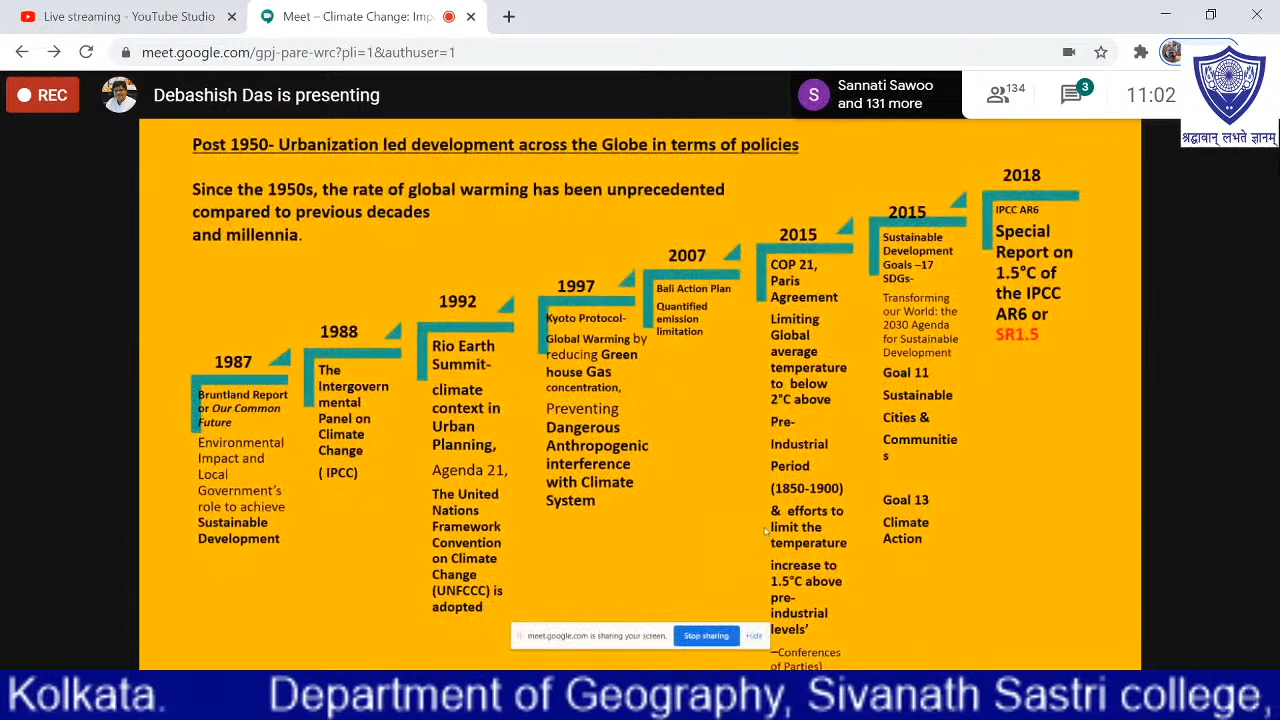 Live streaming - YouTube Studio
Meet – Climate Change: Imp
meet.google.com/gpj-pare-wrc?pli=1&authuser=1
REC
Debashish Das is presenting
S
Sannati Sawoo
and 131 more
134
3
11:02
श्रद्धावान् लभते ज्ञानम्
Post 1950- Urbanization led development across the Globe in terms of policies
Since the 1950s, the rate of global warming has been unprecedented
compared to previous decades
and millennia.
1987
Bruntland Report
or Our Common
Future
Environmental
Impact and
Local
Government's
role to achieve
Sustainable
Development
1988
The
Intergovern
mental
Panel on
Climate
Change
( IPCC)
1992
Rio Earth
Summit-
climate
context in
Urban
Planning,
Agenda 21,
The United
Nations
Framework
Convention
on Climate
Change
(UNFCCC) is
adopted
1997
Kyoto Protocol-
Global Warming by
reducing Green
house Gas
concentration,
Preventing
Dangerous
Anthropogenic
interference
with Climate
System
2007
Bali Action Plan
Quantified
emission
limitation
2015
COP 21,
Paris
Agreement
Limiting
Global
average
temperature
to below
2°C above
Pre-
Industrial
Period
(1850-1900)
& efforts to
limit the
temperature
increase to
1.5°C above
pre-
industrial
levels’
–Conferences
of Parties)
2015
Sustainable
Development
Goals –17
SDGs-
Transforming
our World: the
2030 Agenda
for Sustainable
Development
Goal 11
Sustainable
Cities &
Communitie
s
Goal 13
Climate
Action
2018
IPCC AR6
Special
Report on
1.5°C of
the IPCC
AR6 or
SR1.5
meet.google.com is sharing your screen.
Stop sharing
Hide
Kolkata. Department of Geography, Sivanath Sastri college,